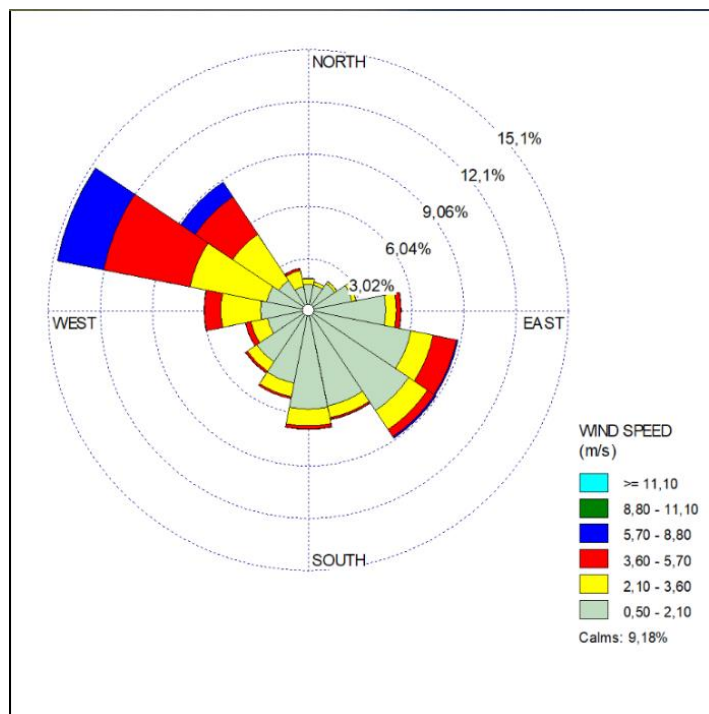 NORTH
15,1%
12,1%
9,06%
6,04%
3,02%
WEST
EAST
SOUTH
WIND SPEED
(m/s)
>= 11,10
8,80 - 11,10
5,70 - 8,80
3,60 - 5,70
2,10 - 3,60
0,50 - 2,10
Calms: 9,18%